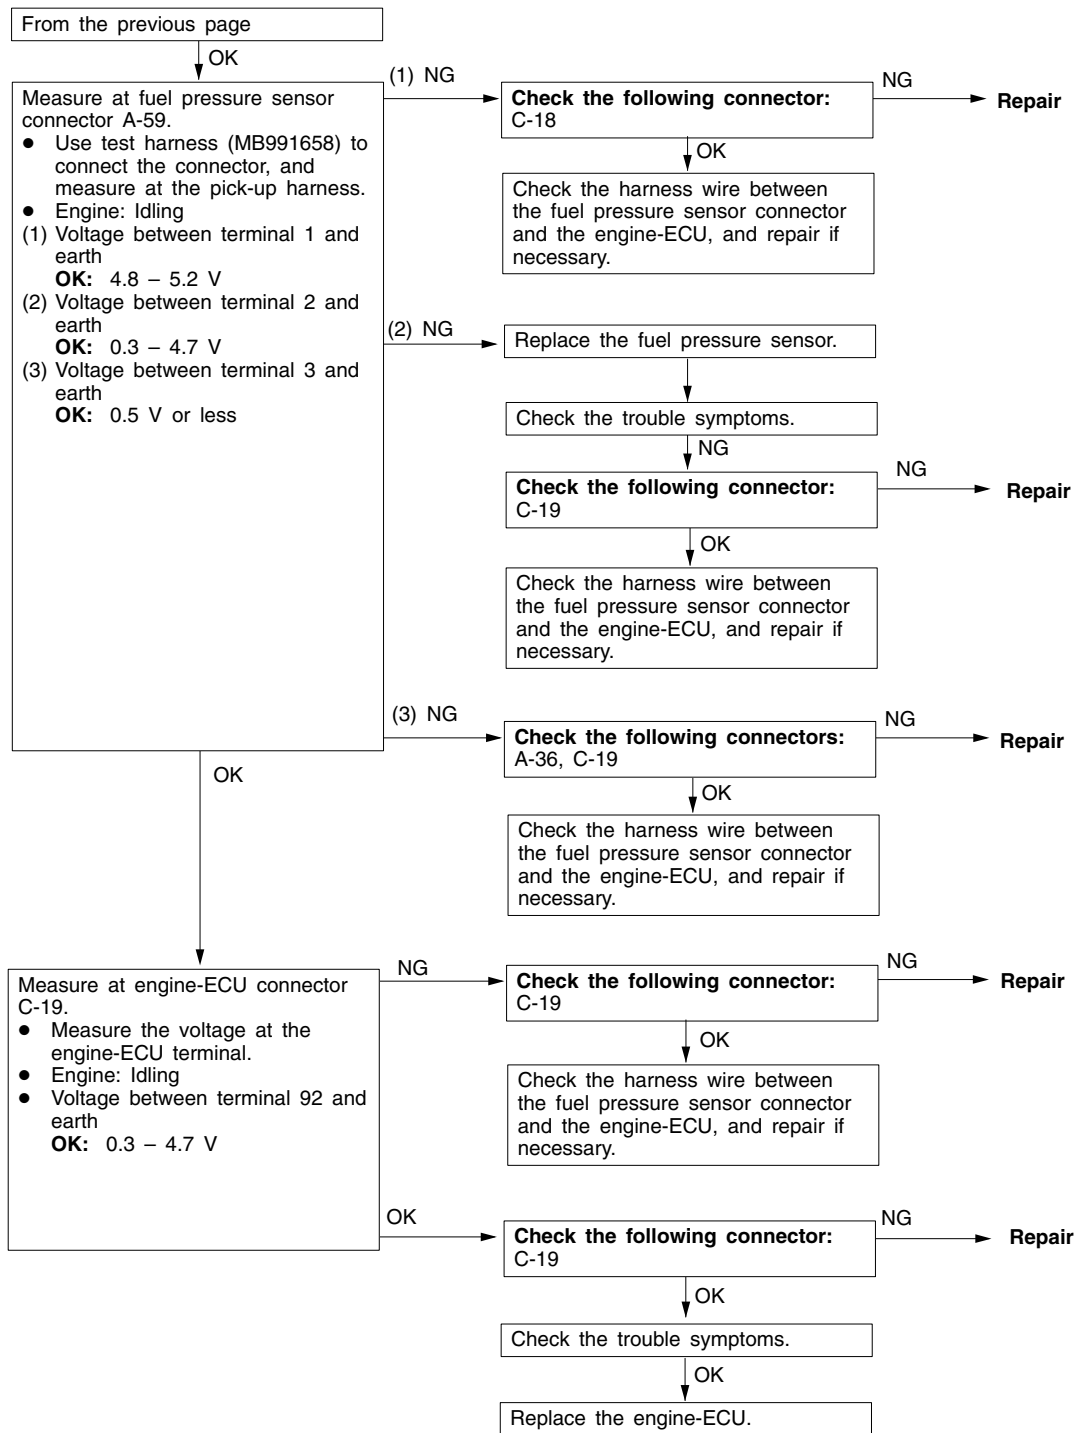 From the previous page
OK
Measure at fuel pressure sensor
connector A-59.
● Use test harness (MB991658) to
connect the connector, and
measure at the pick-up harness.
● Engine: Idling
(1) Voltage between terminal 1 and
earth
OK: 4.8 – 5.2 V
(2) Voltage between terminal 2 and
earth
OK: 0.3 – 4.7 V
(3) Voltage between terminal 3 and
earth
OK: 0.5 V or less
(1) NG
Check the following connector:
C-18
NG
Repair
OK
Check the harness wire between
the fuel pressure sensor connector
and the engine-ECU, and repair if
necessary.
(2) NG
Replace the fuel pressure sensor.
Check the trouble symptoms.
NG
Check the following connector:
C-19
NG
Repair
OK
Check the harness wire between
the fuel pressure sensor connector
and the engine-ECU, and repair if
necessary.
(3) NG
Check the following connectors:
A-36, C-19
NG
Repair
OK
Check the harness wire between
the fuel pressure sensor connector
and the engine-ECU, and repair if
necessary.
OK
Measure at engine-ECU connector
C-19.
● Measure the voltage at the
engine-ECU terminal.
● Engine: Idling
● Voltage between terminal 92 and
earth
OK: 0.3 – 4.7 V
NG
Check the following connector:
C-19
NG
Repair
OK
Check the harness wire between
the fuel pressure sensor connector
and the engine-ECU, and repair if
necessary.
OK
Check the following connector:
C-19
NG
Repair
OK
Check the trouble symptoms.
OK
Replace the engine-ECU.